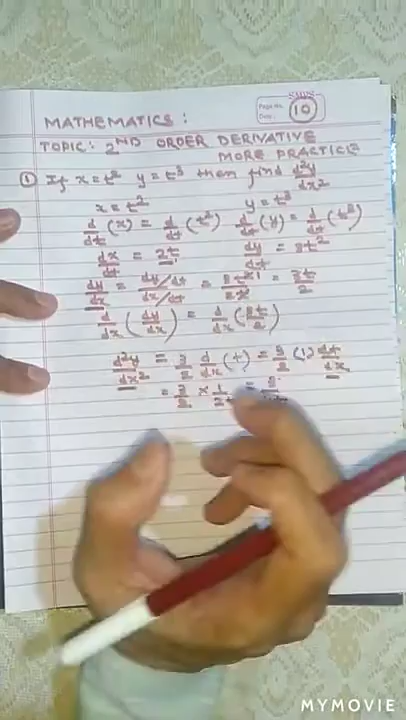 Page No. 10
Date
MATHEMATICS:
TOPIC: 2ND ORDER DERIVATIVE
MORE PRACTICE
① If x=t² y=t³ then find d²y/dx²
x=t² y=t³
d/dt (x) = d/dt (t²) d/dt (y) = d/dt (t³)
dx/dt = 2t dy/dt = 3t²
dy/dx = dy/dt / dx/dt = 3t²/2t = 3t/2
d/dx (dy/dx) = d/dx (3t/2)
d²y/dx² = 3/2 d/dx (t) = 3/2 (1) dt/dx
= 3/2 × 1/2t =
MYMOVIE